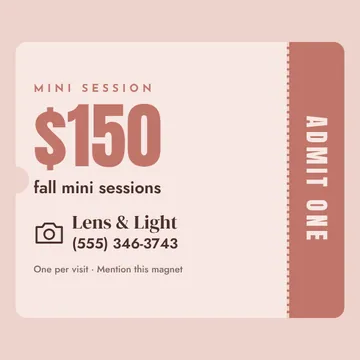 MINI SESSION
$150
fall mini sessions
Lens & Light
(555) 346-3743
One per visit · Mention this magnet
ADMIT ONE